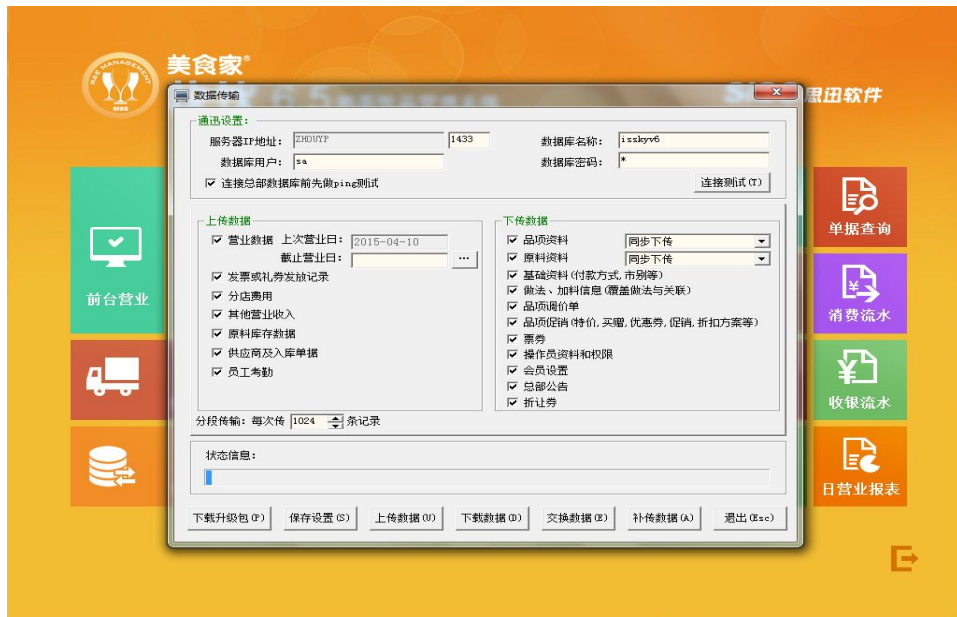 R&E MANAGEMENT
SISS
美食家®
6.5
思迅软件
数据传输
通迅设置：
服务器IP地址： ZHOUYP 1433 数据库名称： isskyv6
数据库用户： sa 数据库密码： *
连接总部数据库前先做ping测试 连接测试(T)
上传数据
营业数据 上次营业日： 2015-04-10
截止营业日： ...
发票或礼券发放记录
分店费用
其他营业收入
原料库存数据
供应商及入库单据
员工考勤
下传数据
品项资料 同步下传
原料资料 同步下传
基础资料(付款方式,市别等)
做法、加料信息(覆盖做法与关联)
品项调价单
品项促销(特价,买赠,优惠券,促销,折扣方案等)
票券
操作员资料和权限
会员设置
总部公告
折让券
分段传输：每次传 1024 条记录
状态信息：
下载升级包(P) 保存设置(S) 上传数据(U) 下载数据(D) 交换数据(E) 补传数据(A) 退出(Esc)
前台营业
单据查询
消费流水
收银流水
日营业报表